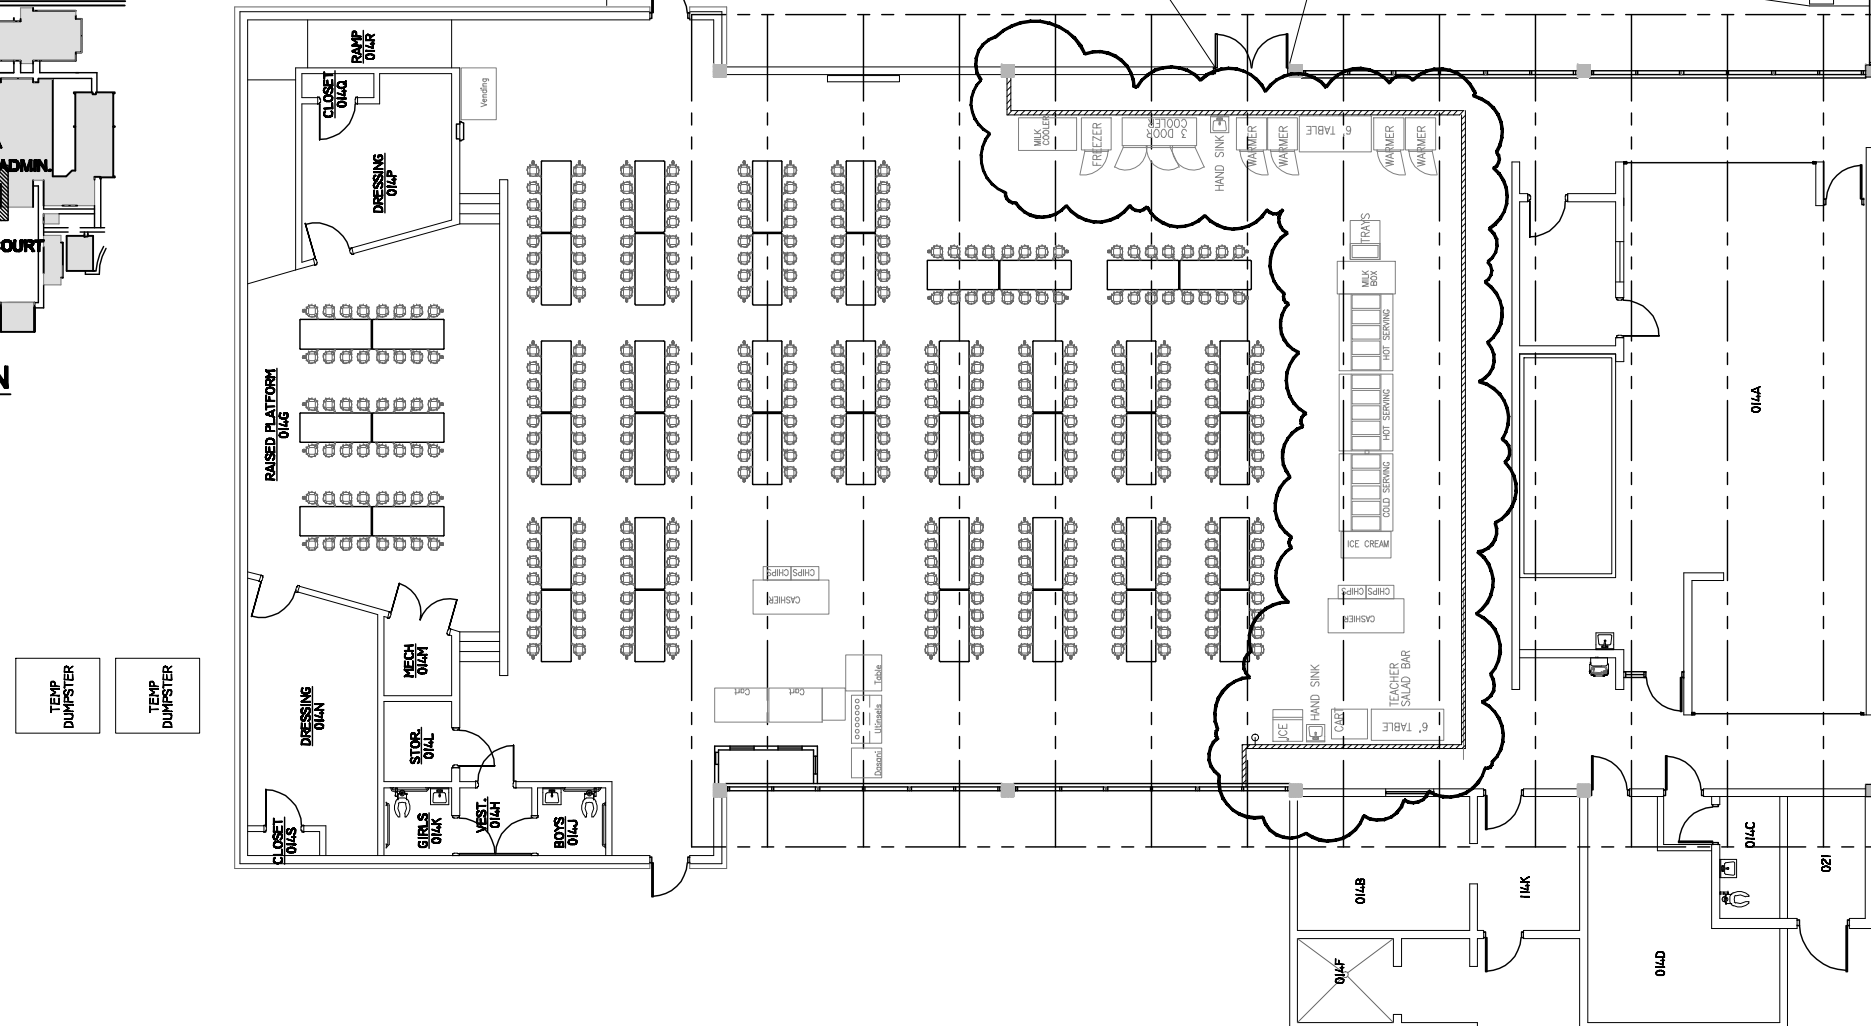 RAMP
014R
CLOSET
014Q
Vending
ADMIN.
COURT
DRESSING
014P
MILK
COOLER
FREEZER
3 DOOR
COOLER
HAND SINK
WARMER
WARMER
6' TABLE
WARMER
WARMER
TRAYS
MILK
BOX
HOT SERVING
HOT SERVING
COLD SERVING
ICE CREAM
CHIPS
CHIPS
CASHIER
RAISED PLATFORM
014G
014A
CHIPS
CHIPS
CASHIER
TEMP
DUMPSTER
TEMP
DUMPSTER
MECH
014M
DRESSING
014N
STOR.
014L
Cart
Cart
Table
Utinsels
Dasani
HAND SINK
ICE
CART
TEACHER
SALAD BAR
6' TABLE
CLOSET
014S
GIRLS
014K
VEST.
014H
BOYS
014J
014B
114K
014C
021
014F
014D